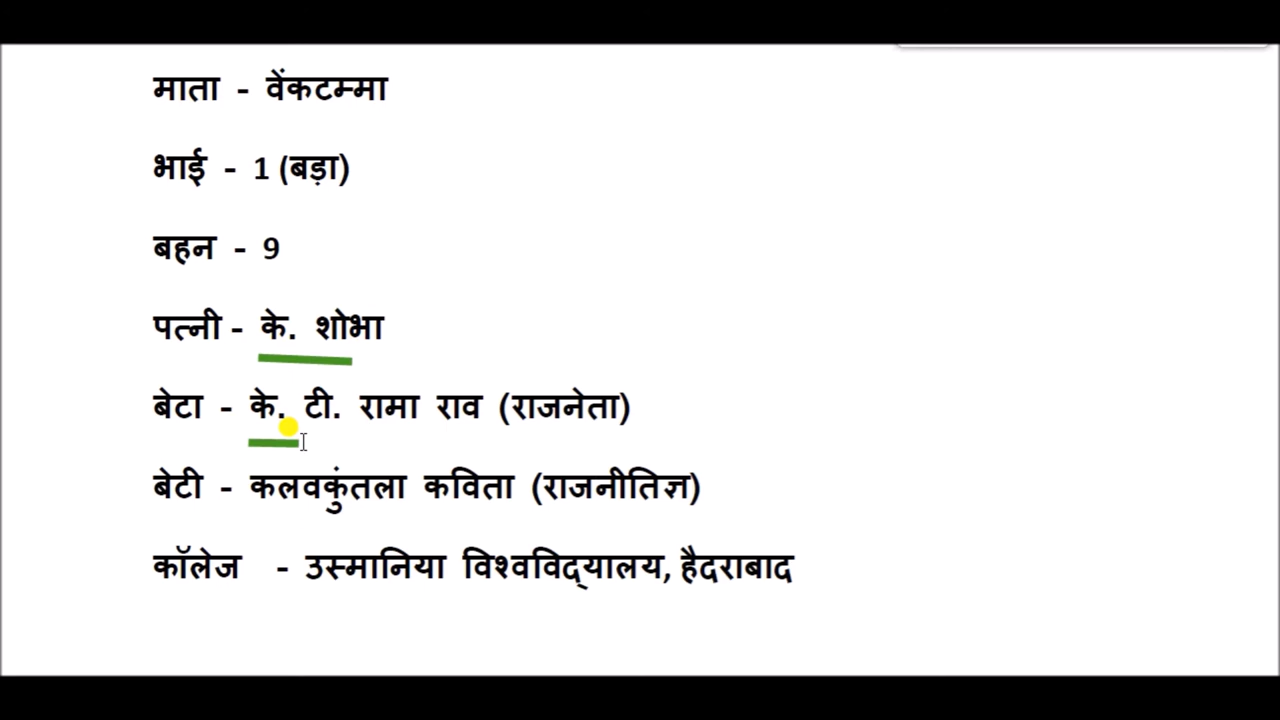 माता - वेंकटम्मा
भाई - 1 (बड़ा)
बहन - 9
पत्नी - के. शोभा
बेटा - के. टी. रामा राव (राजनेता)
बेटी - कलवकुंतला कविता (राजनीतिज्ञ)
कॉलेज - उस्मानिया विश्वविद्यालय, हैदराबाद